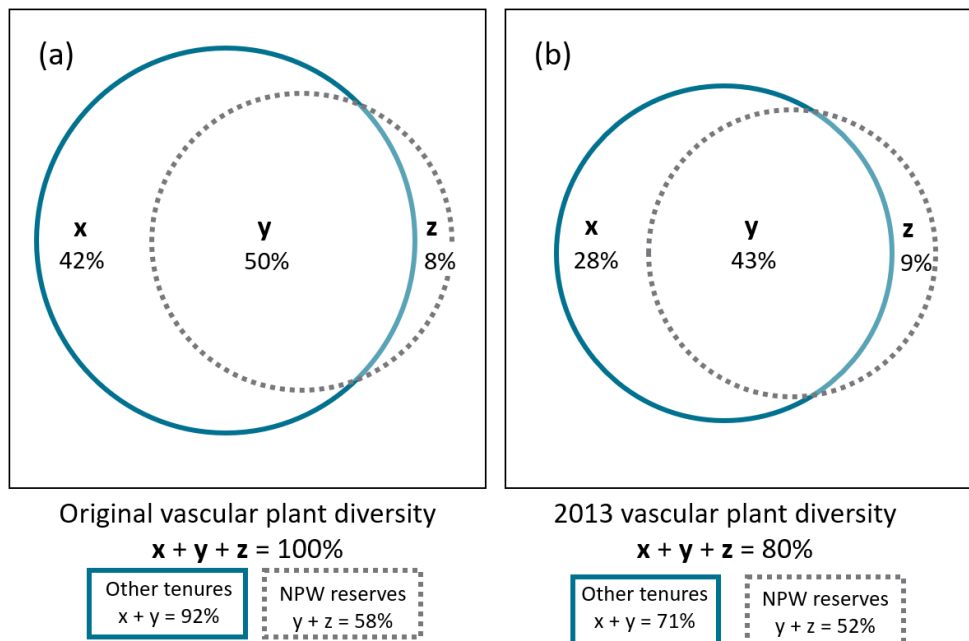 (a)
x
42%
y
50%
z
8%
Original vascular plant diversity
x + y + z = 100%
Other tenures
x + y = 92%
NPW reserves
y + z = 58%
(b)
x
28%
y
43%
z
9%
2013 vascular plant diversity
x + y + z = 80%
Other tenures
x + y = 71%
NPW reserves
y + z = 52%